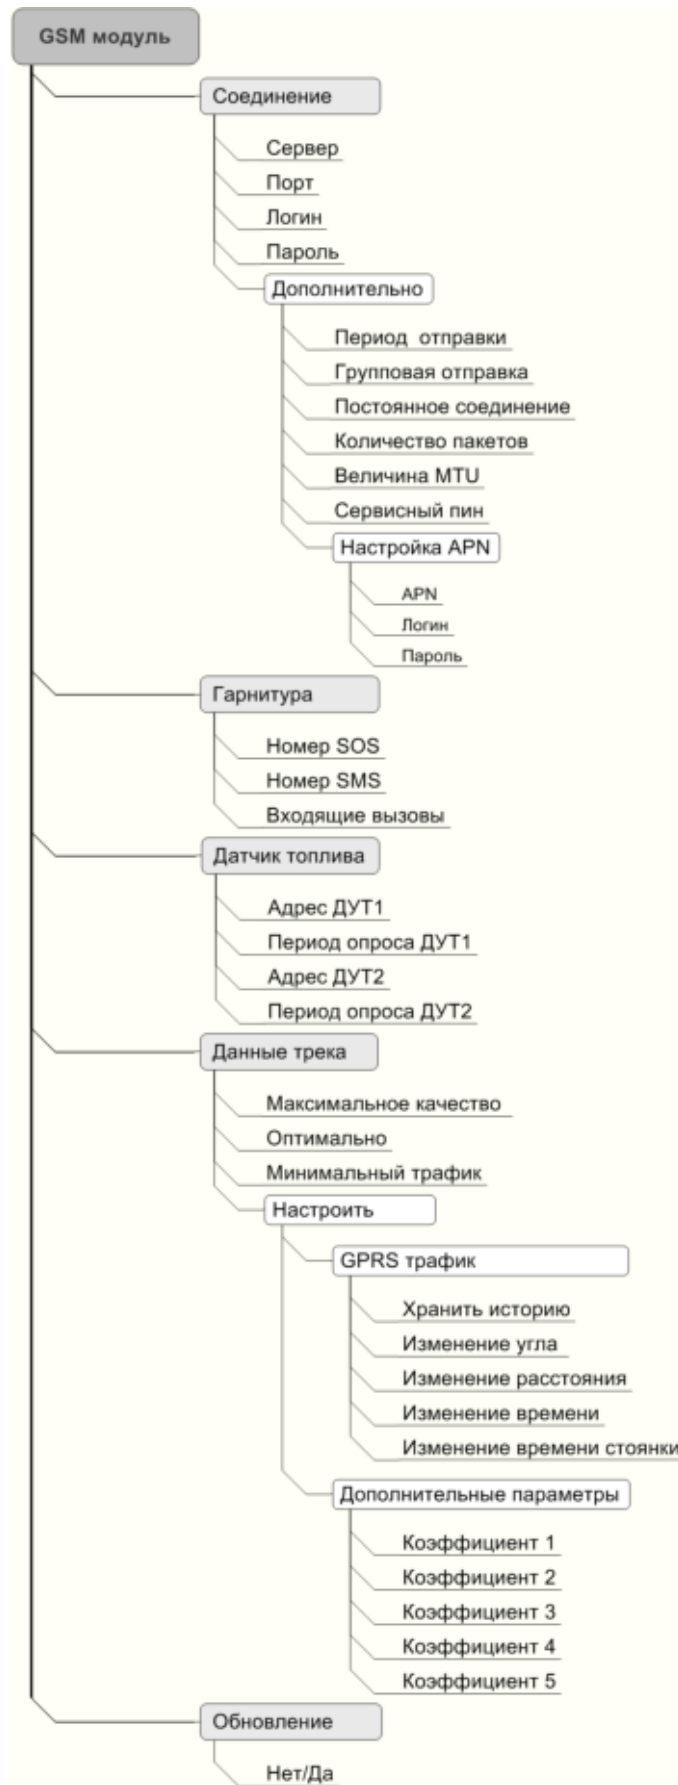 GSM модуль
Соединение
Сервер
Порт
Логин
Пароль
Дополнительно
Период отправки
Групповая отправка
Постоянное соединение
Количество пакетов
Величина MTU
Сервисный пин
Настройка APN
APN
Логин
Пароль
Гарнитура
Номер SOS
Номер SMS
Входящие вызовы
Датчик топлива
Адрес ДУТ1
Период опроса ДУТ1
Адрес ДУТ2
Период опроса ДУТ2
Данные трека
Максимальное качество
Оптимально
Минимальный трафик
Настроить
GPRS трафик
Хранить историю
Изменение угла
Изменение расстояния
Изменение времени
Изменение времени стоянки
Дополнительные параметры
Коэффициент 1
Коэффициент 2
Коэффициент 3
Коэффициент 4
Коэффициент 5
Обновление
Нет/Да